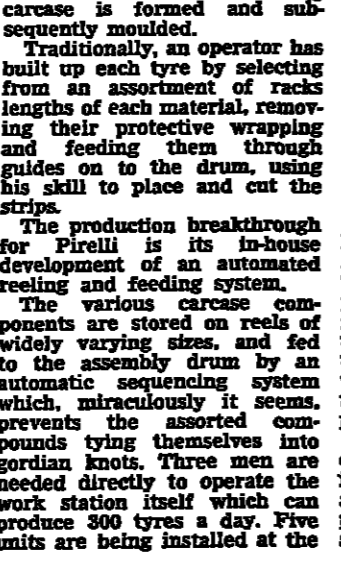 carcase is formed and sub-
sequently moulded.
Traditionally, an operator has
built up each tyre by selecting
from an assortment of racks
lengths of each material, remov-
ing their protective wrapping
and feeding them through
guides on to the drum, using
his skill to place and cut the
strips.
The production breakthrough
for Pirelli is its in-house
development of an automated
reeling and feeding system.
The various carcase com-
ponents are stored on reels of
widely varying sizes, and fed
to the assembly drum by an
automatic sequencing system
which, miraculously it seems,
prevents the assorted com-
pounds tying themselves into
gordian knots. Three men are
needed directly to operate the
work station itself which can
produce 300 tyres a day. Five
units are being installed at the